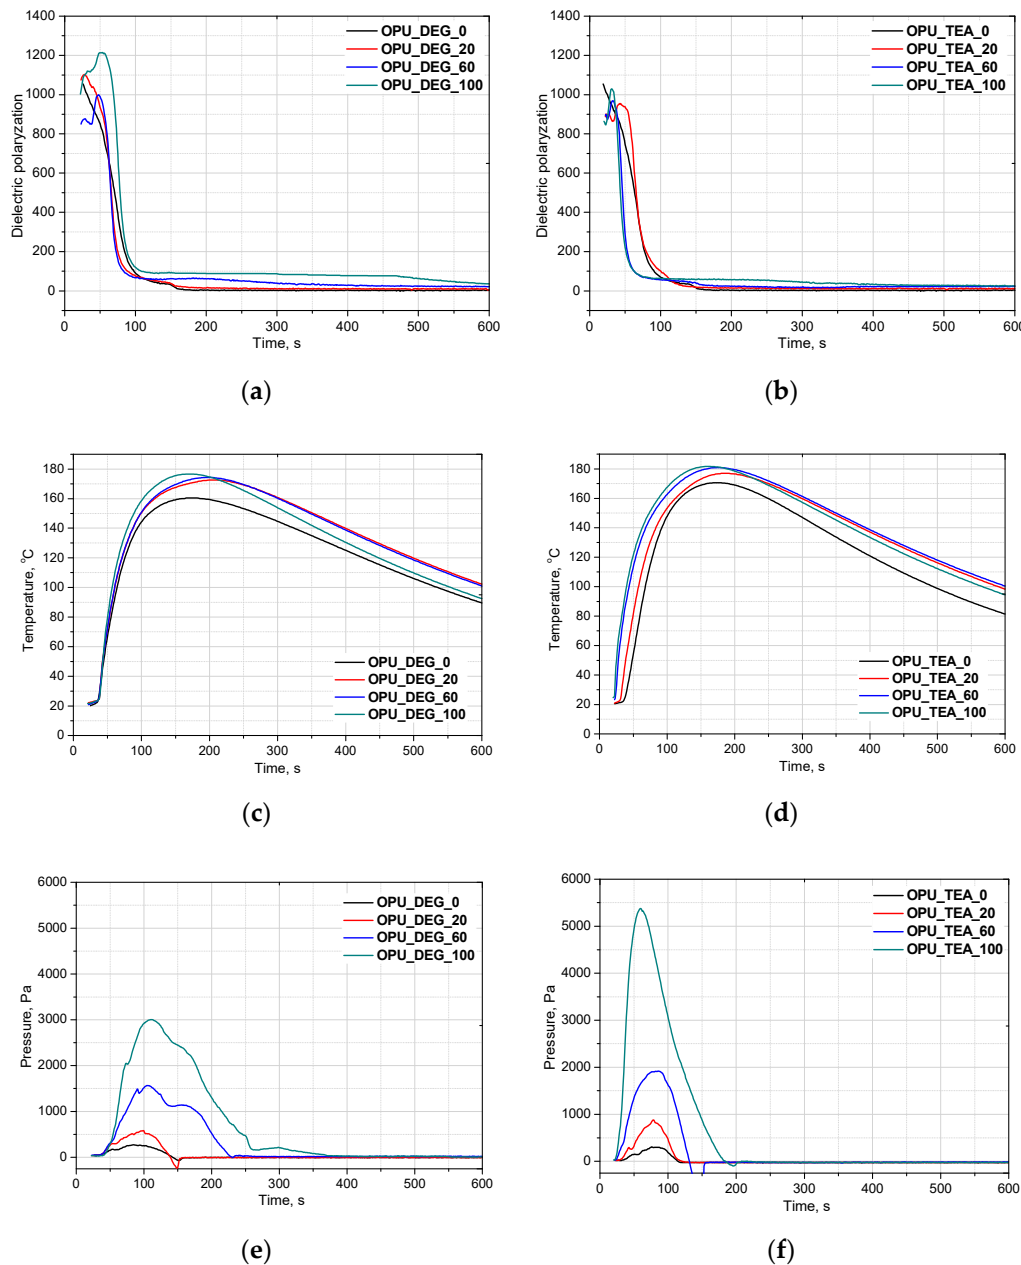 1400
1200
1000
800
600
400
200
0
Dielectric polaryzation
OPU_DEG_0
OPU_DEG_20
OPU_DEG_60
OPU_DEG_100
0 100 200 300 400 500 600
Time, s
(a)
1400
1200
1000
800
600
400
200
0
Dielectric polaryzation
OPU_TEA_0
OPU_TEA_20
OPU_TEA_60
OPU_TEA_100
0 100 200 300 400 500 600
Time, s
(b)
180
160
140
120
100
80
60
40
20
0
Temperature, °C
OPU_DEG_0
OPU_DEG_20
OPU_DEG_60
OPU_DEG_100
0 100 200 300 400 500 600
Time, s
(c)
180
160
140
120
100
80
60
40
20
0
Temperature, °C
OPU_TEA_0
OPU_TEA_20
OPU_TEA_60
OPU_TEA_100
0 100 200 300 400 500 600
Time, s
(d)
6000
5000
4000
3000
2000
1000
0
Pressure, Pa
OPU_DEG_0
OPU_DEG_20
OPU_DEG_60
OPU_DEG_100
0 100 200 300 400 500 600
Time, s
(e)
6000
5000
4000
3000
2000
1000
0
Pressure, Pa
OPU_TEA_0
OPU_TEA_20
OPU_TEA_60
OPU_TEA_100
0 100 200 300 400 500 600
Time, s
(f)